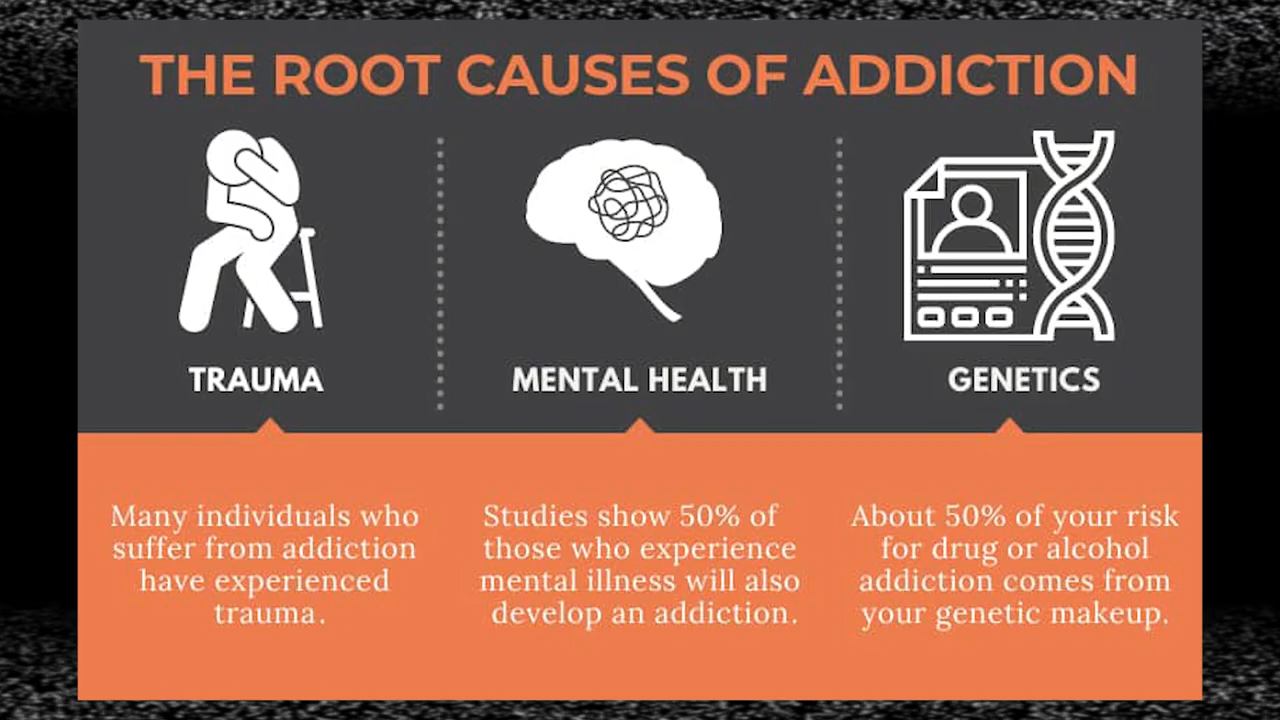 THE ROOT CAUSES OF ADDICTION
TRAUMA
Many individuals who
suffer from addiction
have experienced
trauma.
MENTAL HEALTH
Studies show 50% of
those who experience
mental illness will also
develop an addiction.
GENETICS
About 50% of your risk
for drug or alcohol
addiction comes from
your genetic makeup.